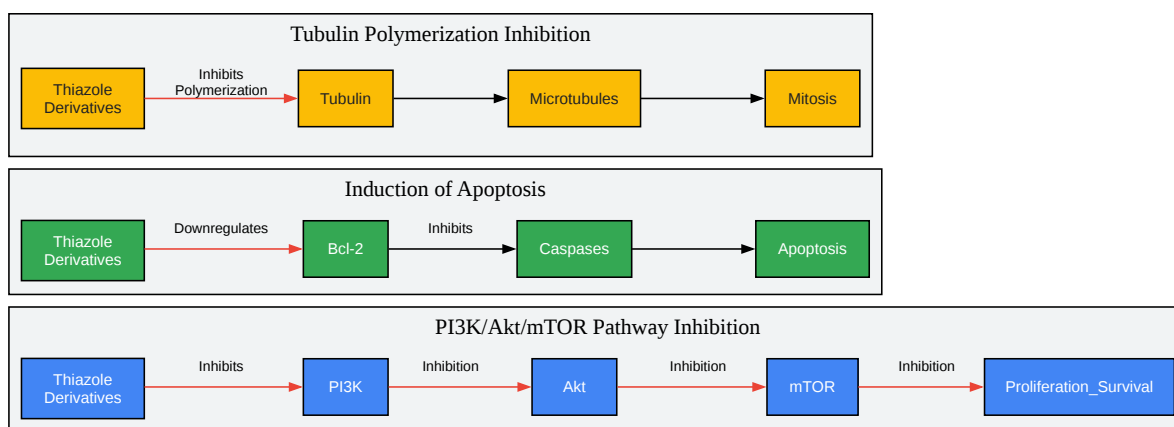 Tubulin Polymerization Inhibition
Thiazole
Derivatives
Inhibits
Polymerization
Tubulin
Microtubules
Mitosis
Induction of Apoptosis
Thiazole
Derivatives
Downregulates
Bcl-2
Inhibits
Caspases
Apoptosis
PI3K/Akt/mTOR Pathway Inhibition
Thiazole
Derivatives
Inhibits
PI3K
Inhibition
Akt
Inhibition
mTOR
Inhibition
Proliferation_Survival